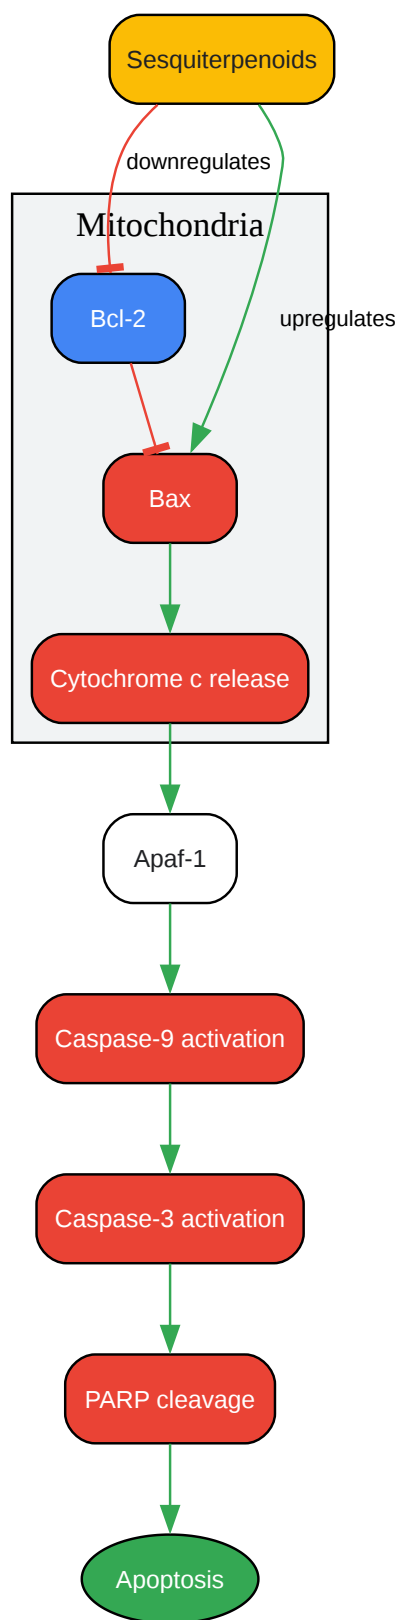 Sesquiterpenoids
downregulates
Mitochondria
Bcl-2
upregulates
Bax
Cytochrome c release
Apaf-1
Caspase-9 activation
Caspase-3 activation
PARP cleavage
Apoptosis